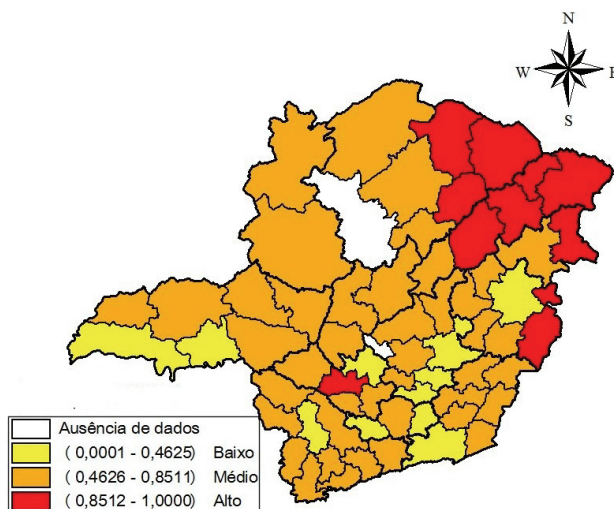 N
W E
S
Ausência de dados
( 0,0001 - 0,4625) Baixo
( 0,4626 - 0,8511) Médio
( 0,8512 - 1,0000) Alto